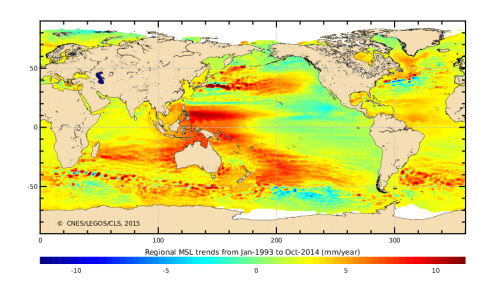 50
0
-50
© CNES/LEGOS/CLS, 2015
0 100 200 300
Regional MSL trends from Jan-1993 to Oct-2014 (mm/year)
-10 -5 0 5 10